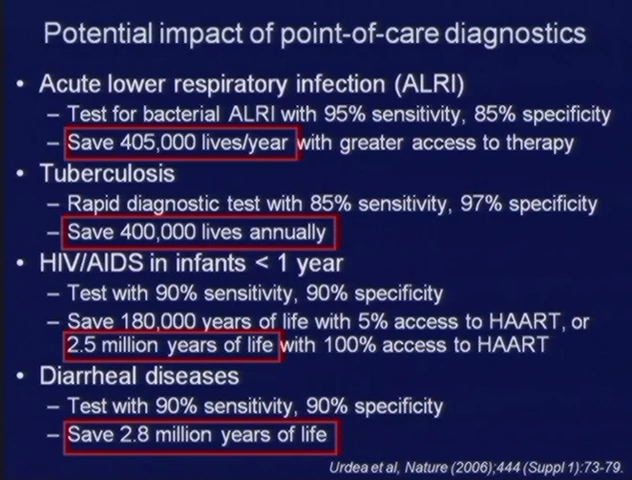 Potential impact of point-of-care diagnostics
• Acute lower respiratory infection (ALRI)
– Test for bacterial ALRI with 95% sensitivity, 85% specificity
– Save 405,000 lives/year with greater access to therapy
• Tuberculosis
– Rapid diagnostic test with 85% sensitivity, 97% specificity
– Save 400,000 lives annually
• HIV/AIDS in infants < 1 year
– Test with 90% sensitivity, 90% specificity
– Save 180,000 years of life with 5% access to HAART, or
2.5 million years of life with 100% access to HAART
• Diarrheal diseases
– Test with 90% sensitivity, 90% specificity
– Save 2.8 million years of life
Urdea et al, Nature (2006);444 (Suppl 1):73-79.